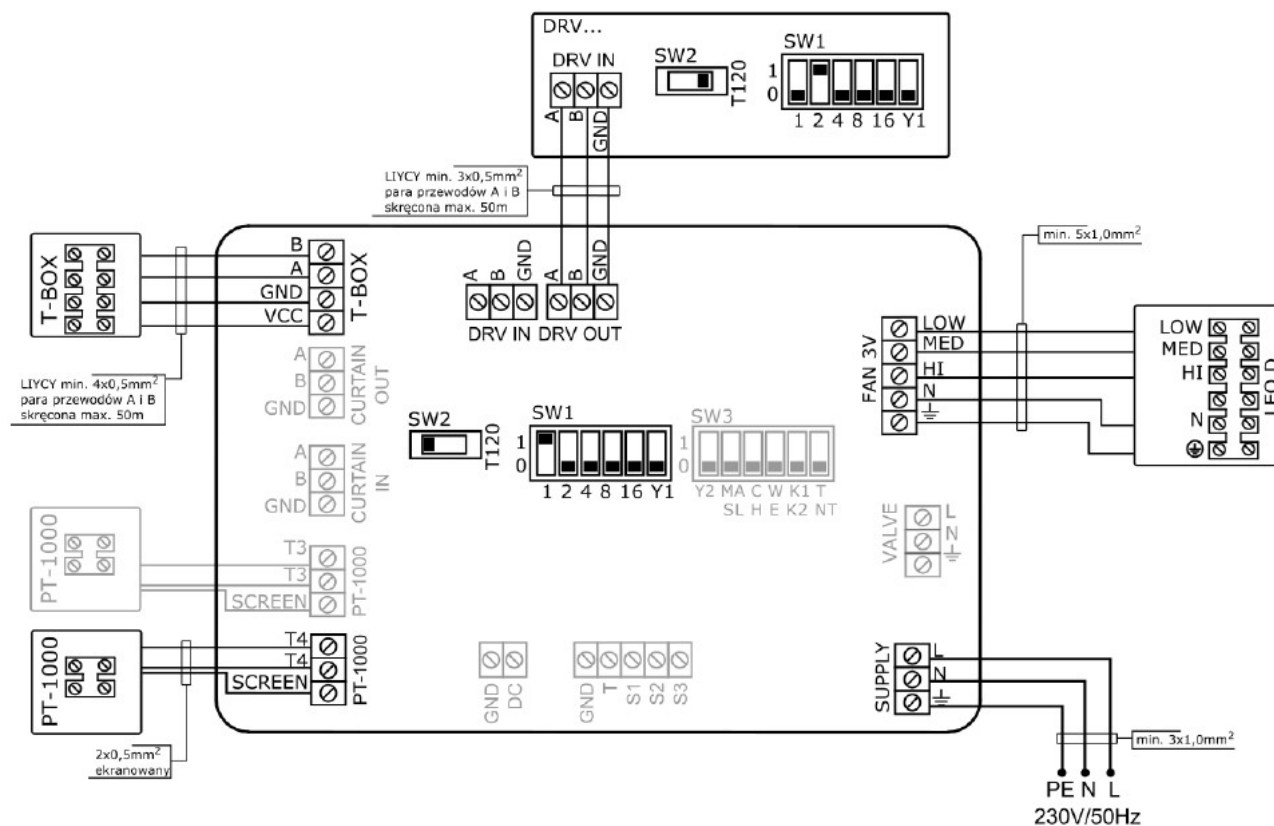 DRV...
DRV IN
A
B
GND
SW2
T120
SW1
1
0
1 2 4 8 16 Y1
LIYCY min. 3x0,5mm²
para przewodów A i B
skręcona max. 50m
T-BOX
B
A
GND
VCC
T-BOX
LIYCY min. 4x0,5mm²
para przewodów A i B
skręcona max. 50m
A
B
GND
A
B
GND
DRV IN DRV OUT
min. 5x1,0mm²
FAN 3V
LOW
MED
HI
N
LOW
MED
HI
N
LEO D
A
B
GND
CURTAIN
OUT
A
B
GND
CURTAIN
IN
SW2
T120
SW1
1
0
1 2 4 8 16 Y1
SW3
1
0
Y2 MA C W K1 T
SL H E K2 NT
VALVE
L
N
PT-1000
T3
T3
SCREEN
PT-1000
PT-1000
T4
T4
SCREEN
PT-1000
2x0,5mm²
ekranowany
GND
DC
GND
T
S1
S2
S3
SUPPLY
L
N
min. 3x1,0mm²
PE N L
230V/50Hz